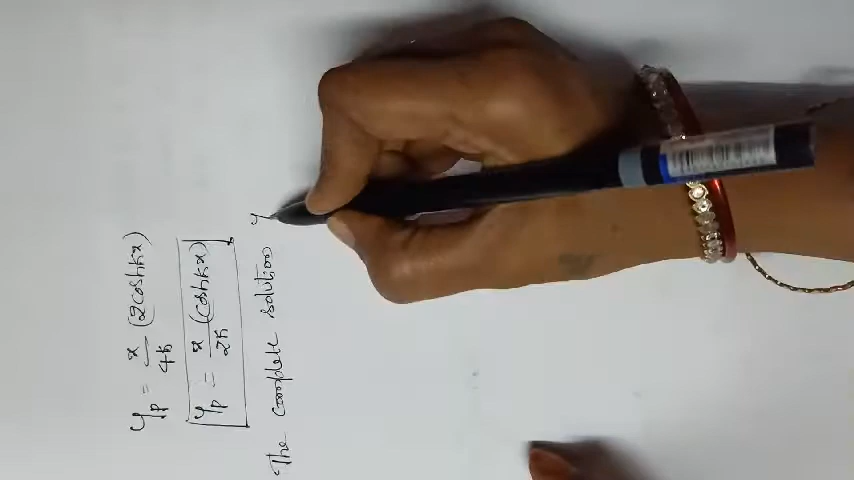 yp = x/4k (2coshkx)
yp = x/2k (coshkx)
The complete solution y